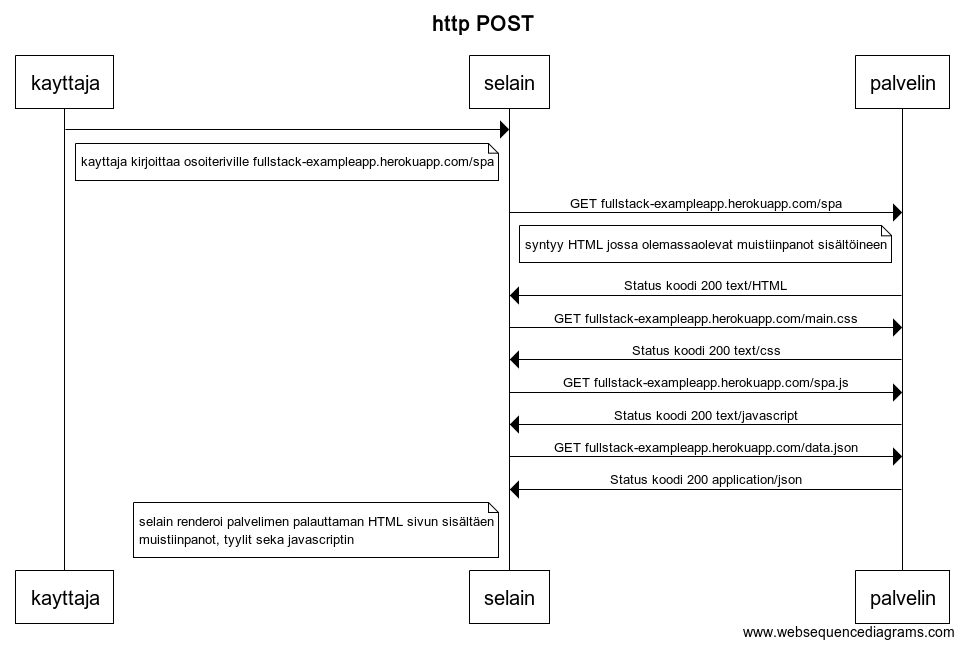 http POST
kayttaja
selain
palvelin
kayttaja kirjoittaa osoiteriville fullstack-exampleapp.herokuapp.com/spa
GET fullstack-exampleapp.herokuapp.com/spa
syntyy HTML jossa olemassaolevat muistiinpanot sisältöineen
Status koodi 200 text/HTML
GET fullstack-exampleapp.herokuapp.com/main.css
Status koodi 200 text/css
GET fullstack-exampleapp.herokuapp.com/spa.js
Status koodi 200 text/javascript
GET fullstack-exampleapp.herokuapp.com/data.json
Status koodi 200 application/json
selain renderoi palvelimen palauttaman HTML sivun sisältäen
muistiinpanot, tyylit seka javascriptin
kayttaja
selain
palvelin
www.websequencediagrams.com